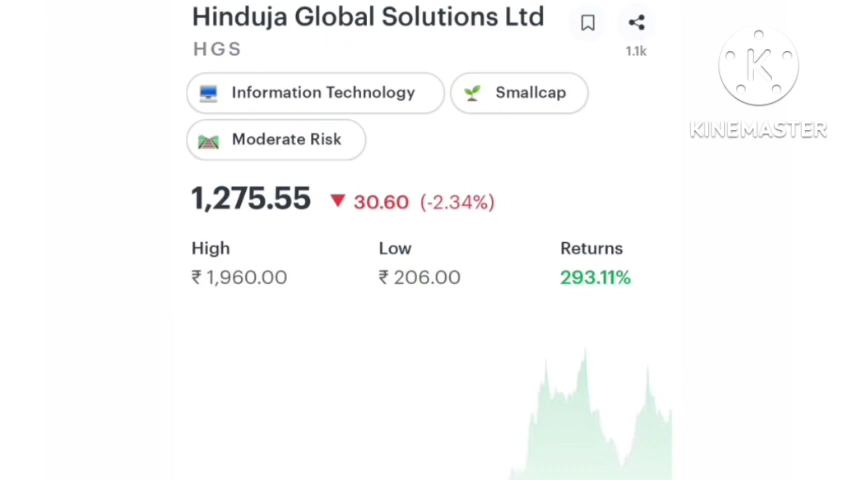 Hinduja Global Solutions Ltd
HGS
1.1k
KINEMASTER
Information Technology
Smallcap
Moderate Risk
1,275.55 ▼ 30.60 (-2.34%)
High Low Returns
₹ 1,960.00 ₹ 206.00 293.11%